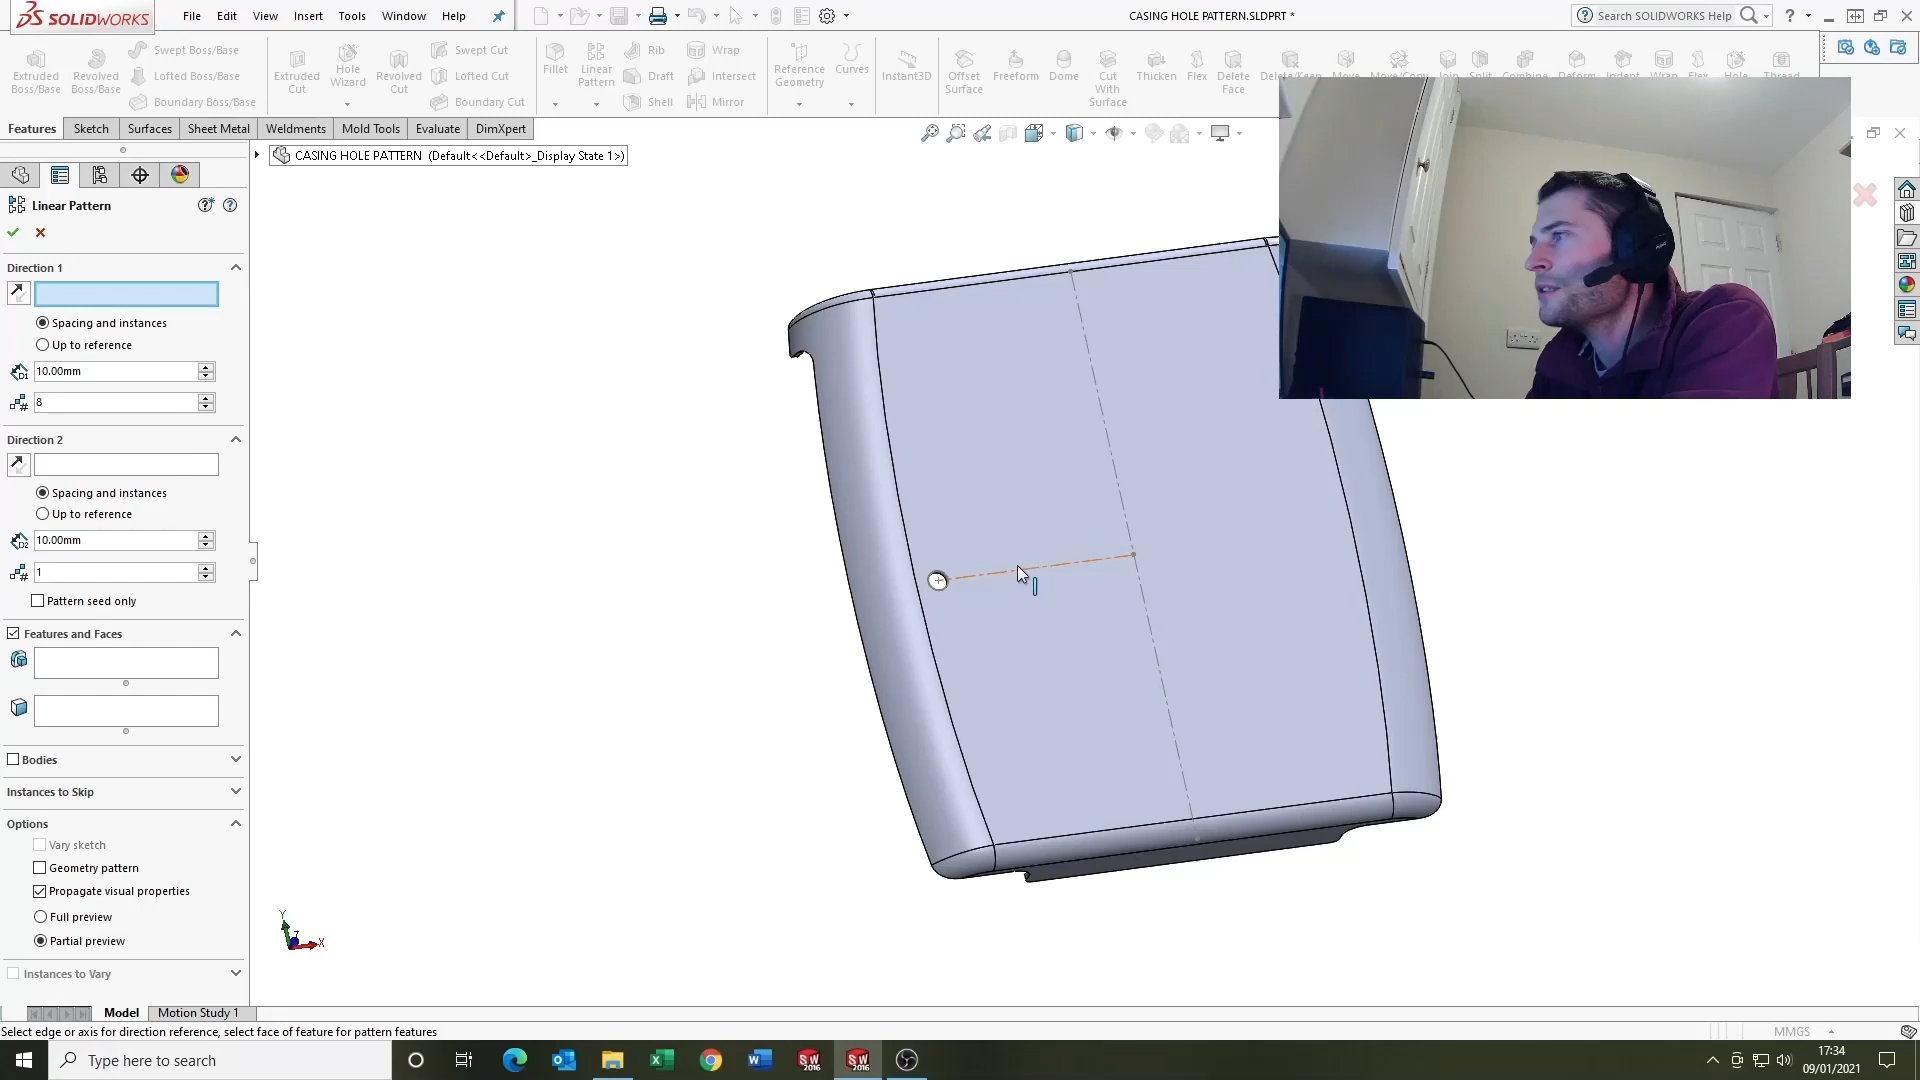 SOLIDWORKS
File Edit View Insert Tools Window Help
CASING HOLE PATTERN.SLDPRT *
Search SOLIDWORKS Help
Extruded Boss/Base
Revolved Boss/Base
Swept Boss/Base
Lofted Boss/Base
Boundary Boss/Base
Extruded Cut
Hole Wizard
Revolved Cut
Swept Cut
Lofted Cut
Boundary Cut
Fillet
Linear Pattern
Rib
Draft
Shell
Wrap
Intersect
Mirror
Reference Geometry
Curves
Instant3D
Offset Surface
Freeform
Dome
Cut With Surface
Thicken
Flex
Delete Face
Features Sketch Surfaces Sheet Metal Weldments Mold Tools Evaluate DimXpert
CASING HOLE PATTERN (Default<<Default>_Display State 1>)
Linear Pattern
Direction 1
Spacing and instances
Up to reference
D1 10.00mm
# 8
Direction 2
Spacing and instances
Up to reference
D2 10.00mm
# 1
Pattern seed only
Features and Faces
Bodies
Instances to Skip
Options
Vary sketch
Geometry pattern
Propagate visual properties
Full preview
Partial preview
Instances to Vary
Y
Z
X
Model Motion Study 1
Select edge or axis for direction reference, select face of feature for pattern features
MMGS
Type here to search
SW 2016
SW 2016
17:34
09/01/2021